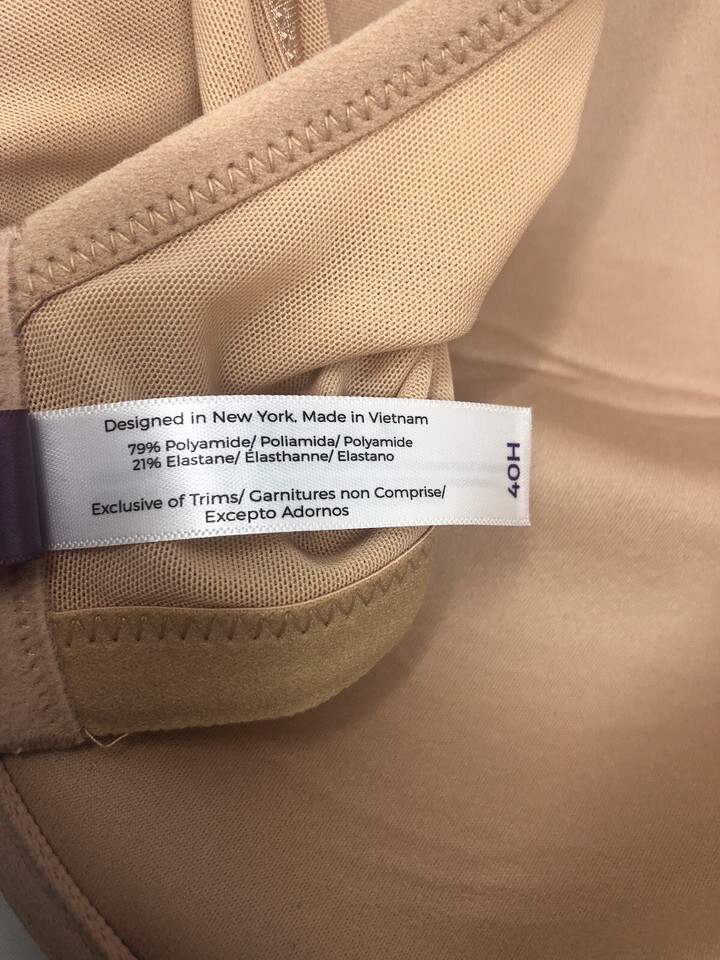 Designed in New York, Made in Vietnam
79% Polyamide/ Poliamida/ Polyamide
21% Elastane/ Élasthanne/ Elastano
Exclusive of Trims/ Garnitures non Comprise/
Excepto Adornos
40H